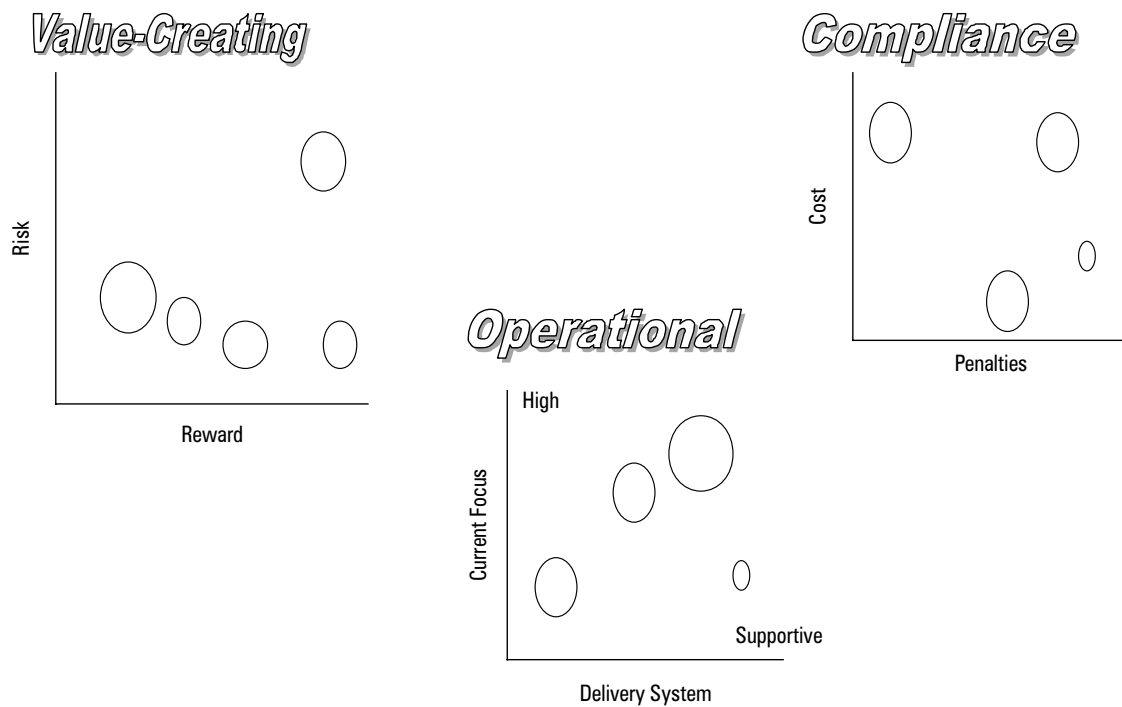 Value-Creating
Risk
Reward
Operational
High
Current Focus
Supportive
Delivery System
Compliance
Cost
Penalties